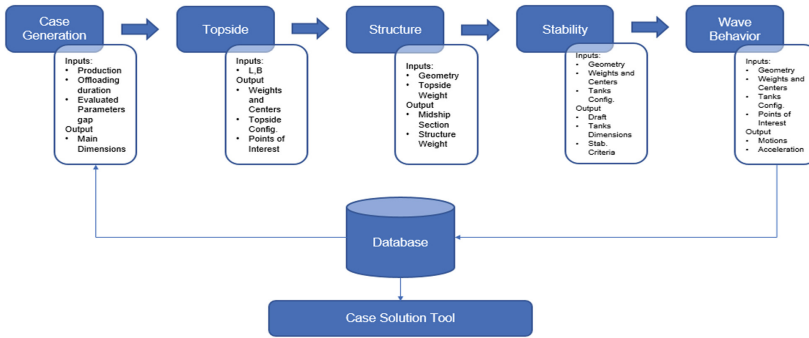 Case
Generation
Inputs:
• Production
• Offloading
duration
• Evaluated
Parameters
gap
Output
• Main
Dimensions
Topside
Inputs:
• L,B
Output
• Weights
and
Centers
• Topside
Config.
• Points of
Interest
Structure
Inputs:
• Geometry
• Topside
Weight
Output
• Midship
Section
• Structure
Weight
Stability
Inputs:
• Geometry
• Weights and
Centers
• Tanks
Config.
Output
• Draft
• Tanks
Dimensions
• Stab.
Criteria
Wave
Behavior
Inputs:
• Geometry
• Weights and
Centers
• Tanks
Config.
• Points of
Interest
Output
• Motions
• Acceleration
Database
Case Solution Tool